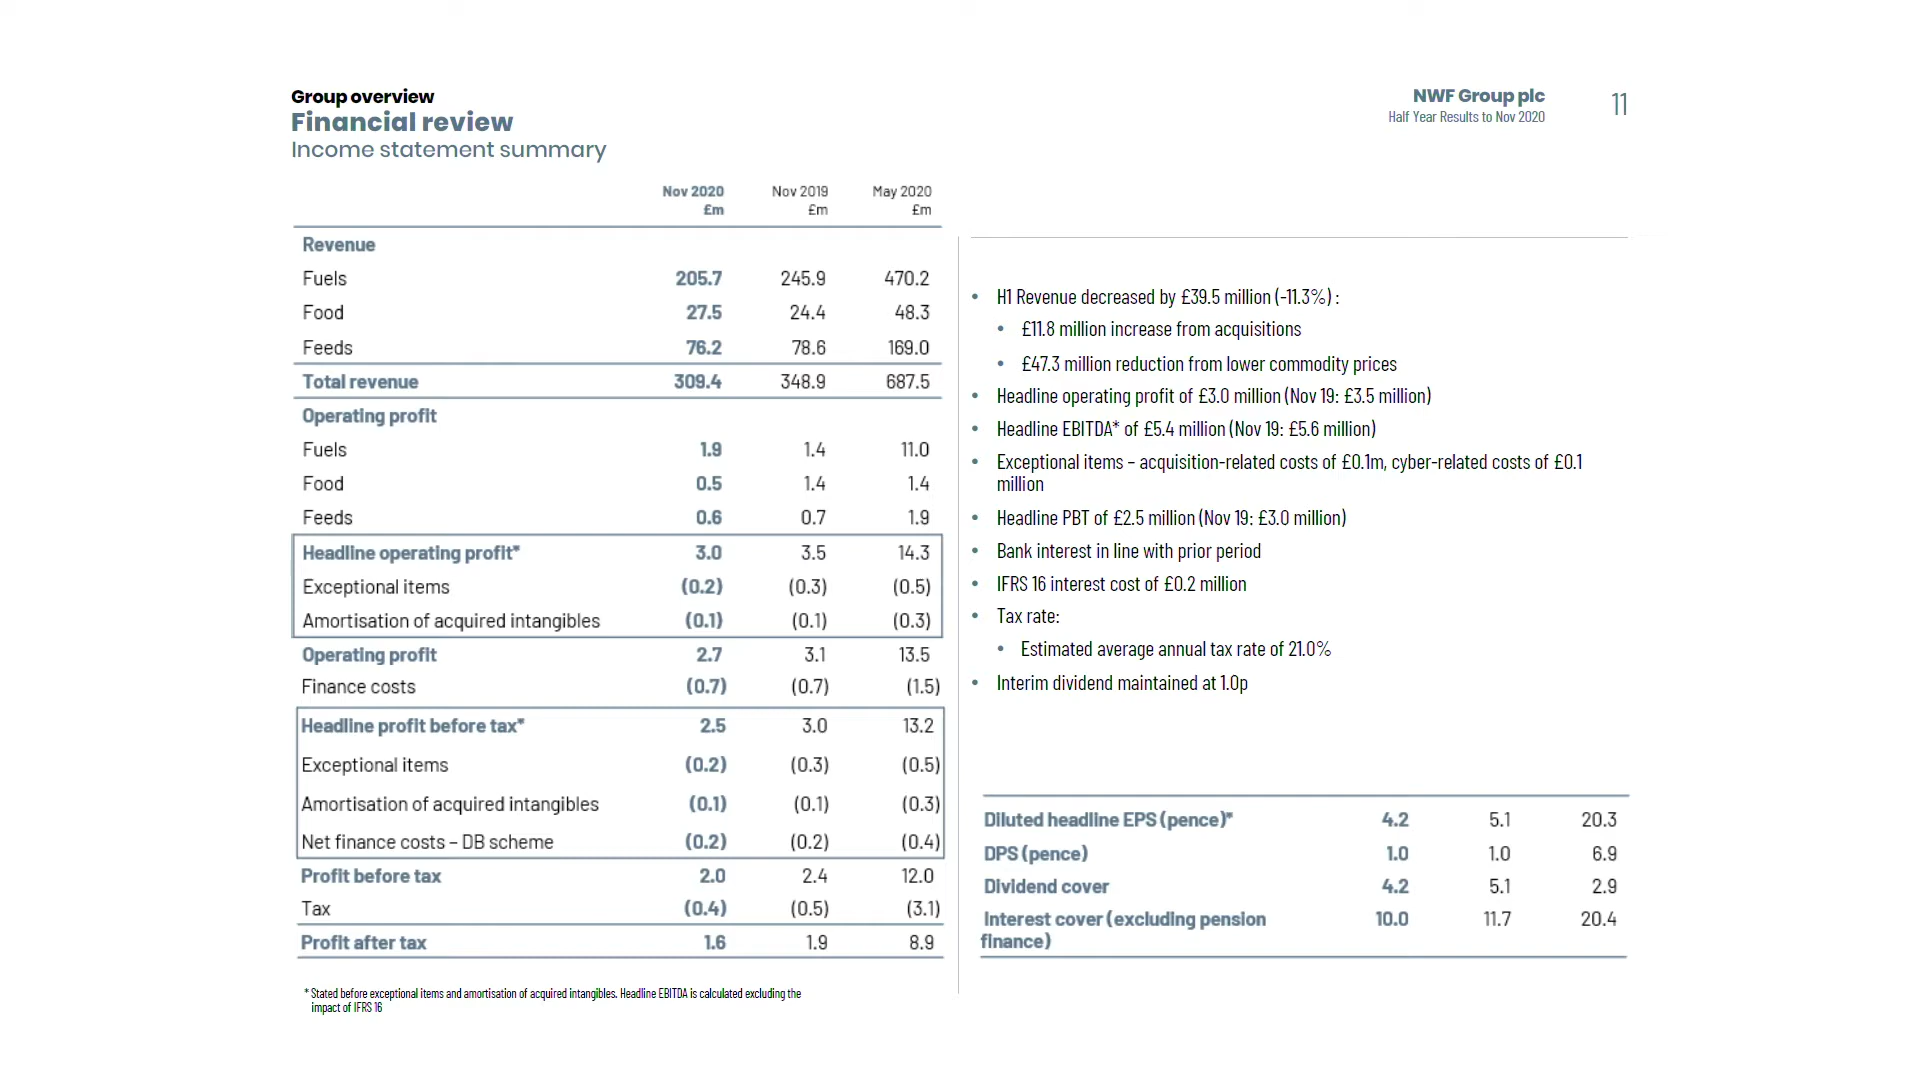 Group overview
Financial review
Income statement summary
NWF Group plc
Half Year Results to Nov 2020
11
Nov 2020 Nov 2019 May 2020
£m £m £m
Revenue
Fuels 205.7 245.9 470.2
Food 27.5 24.4 48.3
Feeds 76.2 78.6 169.0
Total revenue 309.4 348.9 687.5
Operating profit
Fuels 1.9 1.4 11.0
Food 0.5 1.4 1.4
Feeds 0.6 0.7 1.9
Headline operating profit* 3.0 3.5 14.3
Exceptional items (0.2) (0.3) (0.5)
Amortisation of acquired intangibles (0.1) (0.1) (0.3)
Operating profit 2.7 3.1 13.5
Finance costs (0.7) (0.7) (1.5)
Headline profit before tax* 2.5 3.0 13.2
Exceptional items (0.2) (0.3) (0.5)
Amortisation of acquired intangibles (0.1) (0.1) (0.3)
Net finance costs – DB scheme (0.2) (0.2) (0.4)
Profit before tax 2.0 2.4 12.0
Tax (0.4) (0.5) (3.1)
Profit after tax 1.6 1.9 8.9
* Stated before exceptional items and amortisation of acquired intangibles. Headline EBITDA is calculated excluding the
impact of IFRS 16
• H1 Revenue decreased by £39.5 million (-11.3%) :
• £11.8 million increase from acquisitions
• £47.3 million reduction from lower commodity prices
• Headline operating profit of £3.0 million (Nov 19: £3.5 million)
• Headline EBITDA* of £5.4 million (Nov 19: £5.6 million)
• Exceptional items – acquisition-related costs of £0.1m, cyber-related costs of £0.1
million
• Headline PBT of £2.5 million (Nov 19: £3.0 million)
• Bank interest in line with prior period
• IFRS 16 interest cost of £0.2 million
• Tax rate:
• Estimated average annual tax rate of 21.0%
• Interim dividend maintained at 1.0p
Diluted headline EPS (pence)* 4.2 5.1 20.3
DPS (pence) 1.0 1.0 6.9
Dividend cover 4.2 5.1 2.9
Interest cover (excluding pension 10.0 11.7 20.4
finance)